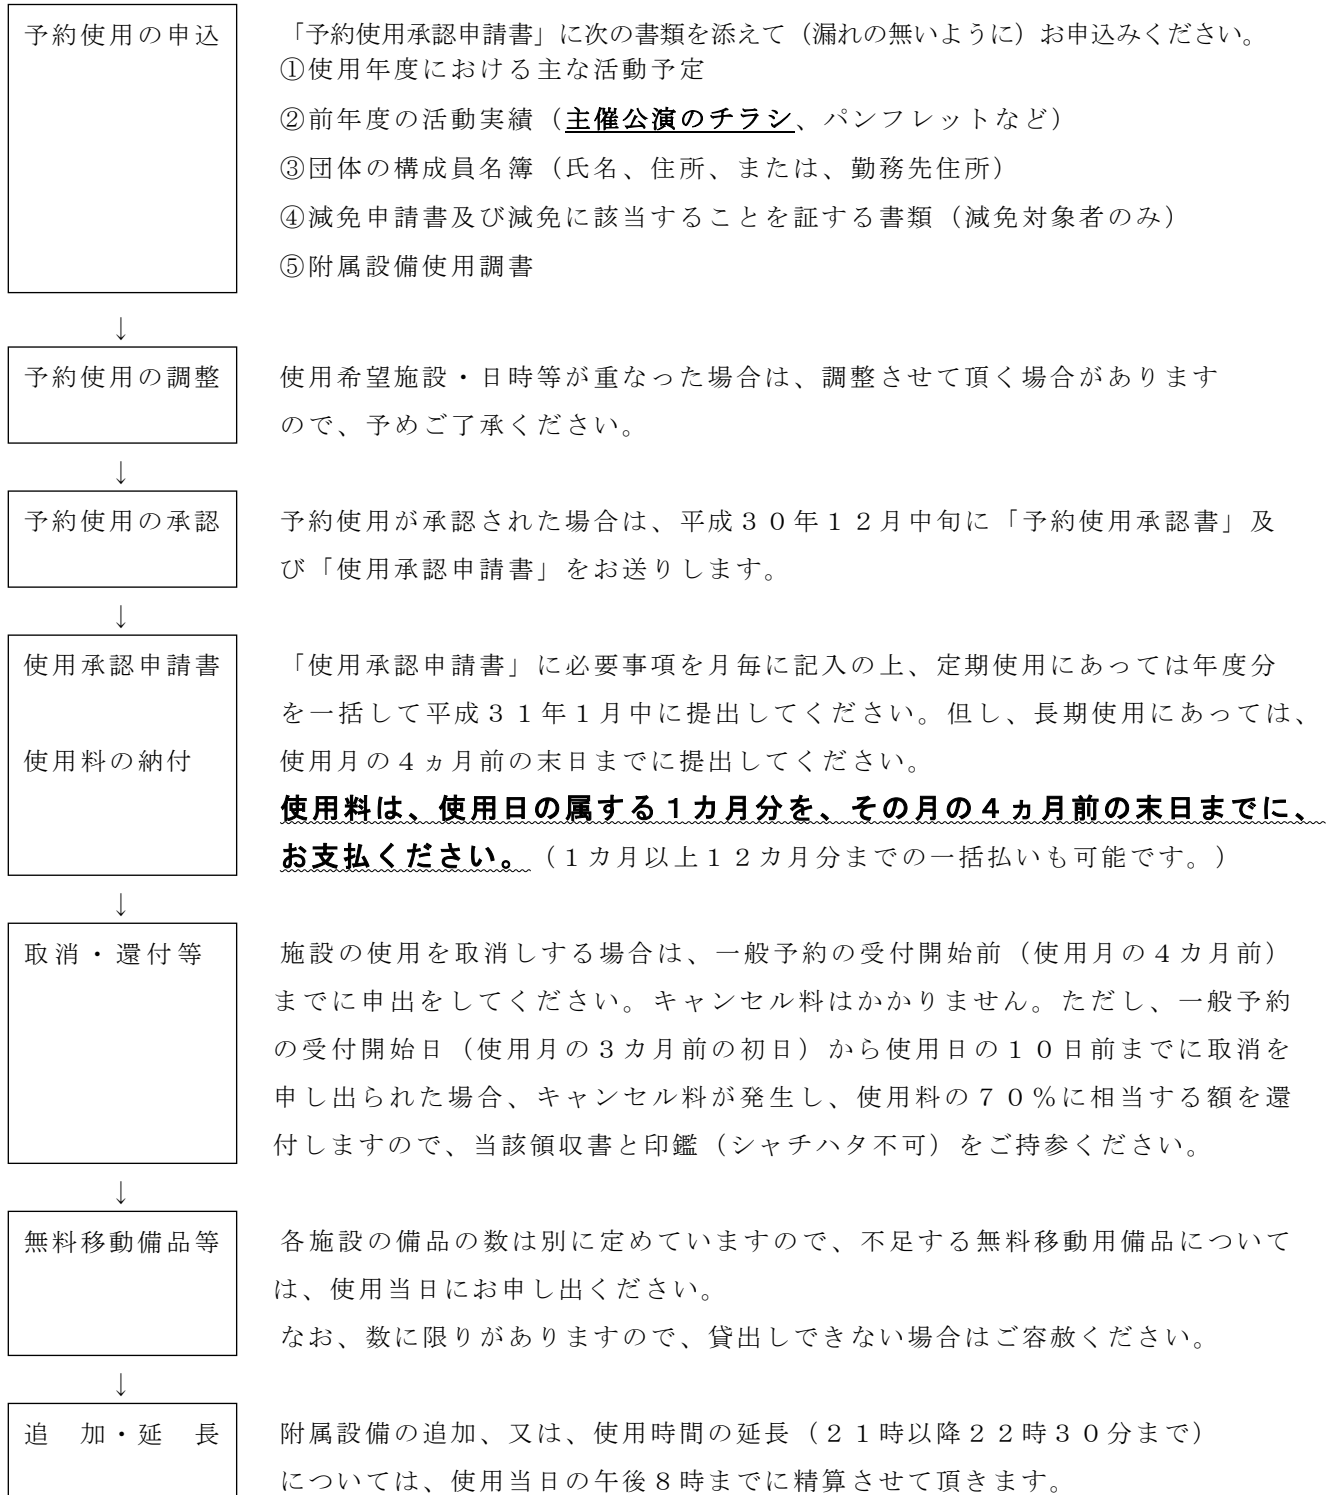 予約使用の申込
「予約使用承認申請書」に次の書類を添えて（漏れの無いように）お申込みください。
①使用年度における主な活動予定
②前年度の活動実績（主催公演のチラシ、パンフレットなど）
③団体の構成員名簿（氏名、住所、または、勤務先住所）
④減免申請書及び減免に該当することを証する書類（減免対象者のみ）
⑤附属設備使用調書
↓
予約使用の調整
使用希望施設・日時等が重なった場合は、調整させて頂く場合があります
ので、予めご了承ください。
↓
予約使用の承認
予約使用が承認された場合は、平成３０年１２月中旬に「予約使用承認書」及
び「使用承認申請書」をお送りします。
↓
使用承認申請書
使用料の納付
「使用承認申請書」に必要事項を月毎に記入の上、定期使用にあっては年度分
を一括して平成３１年１月中に提出してください。但し、長期使用にあっては、
使用月の４ヵ月前の末日までに提出してください。
使用料は、使用日の属する１カ月分を、その月の４ヵ月前の末日までに、
お支払ください。（１カ月以上１２カ月分までの一括払いも可能です。）
↓
取消・還付等
施設の使用を取消しする場合は、一般予約の受付開始前（使用月の４カ月前）
までに申出をしてください。キャンセル料はかかりません。ただし、一般予約
の受付開始日（使用月の３カ月前の初日）から使用日の１０日前までに取消を
申し出られた場合、キャンセル料が発生し、使用料の７０％に相当する額を還
付しますので、当該領収書と印鑑（シャチハタ不可）をご持参ください。
↓
無料移動備品等
各施設の備品の数は別に定めていますので、不足する無料移動用備品について
は、使用当日にお申し出ください。
なお、数に限りがありますので、貸出しできない場合はご容赦ください。
↓
追　加・延　長
附属設備の追加、又は、使用時間の延長（２１時以降２２時３０分まで）
については、使用当日の午後８時までに精算させて頂きます。